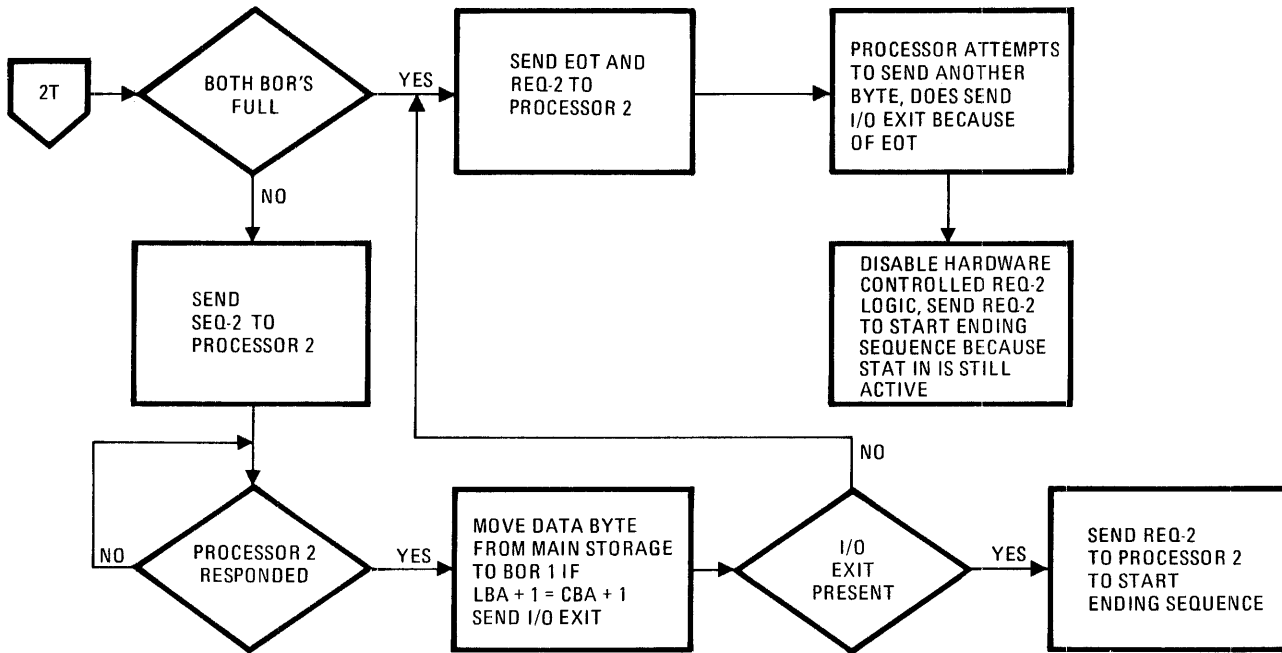 2T
BOTH BOR'S
FULL
YES
SEND EOT AND
REQ-2 TO
PROCESSOR 2
PROCESSOR ATTEMPTS
TO SEND ANOTHER
BYTE, DOES SEND
I/O EXIT BECAUSE
OF EOT
NO
SEND
SEQ-2 TO
PROCESSOR 2
DISABLE HARDWARE
CONTROLLED REQ-2
LOGIC, SEND REQ-2
TO START ENDING
SEQUENCE BECAUSE
STAT IN IS STILL
ACTIVE
NO
PROCESSOR 2
RESPONDED
YES
MOVE DATA BYTE
FROM MAIN STORAGE
TO BOR 1 IF
LBA + 1 = CBA + 1
SEND I/O EXIT
NO
I/O
EXIT
PRESENT
YES
SEND REQ-2
TO PROCESSOR 2
TO START
ENDING SEQUENCE